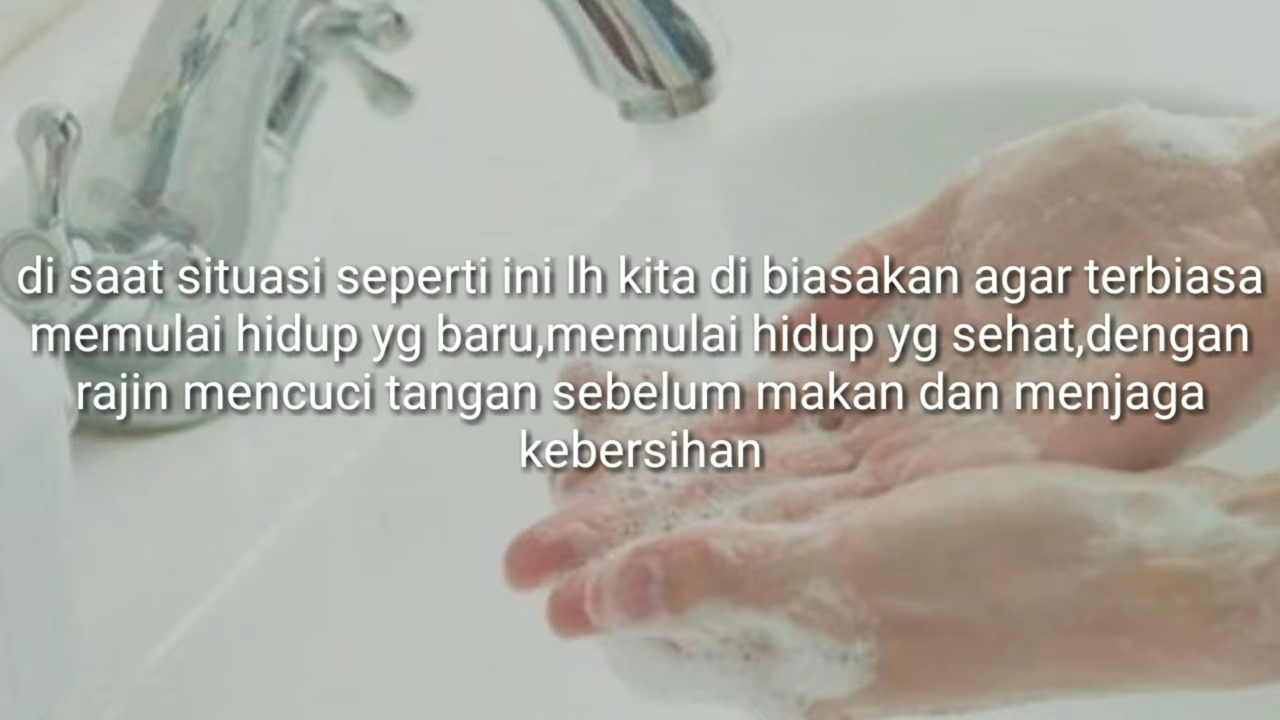 di saat situasi seperti ini lh kita di biasakan agar terbiasa
memulai hidup yg baru,memulai hidup yg sehat,dengan
rajin mencuci tangan sebelum makan dan menjaga
kebersihan